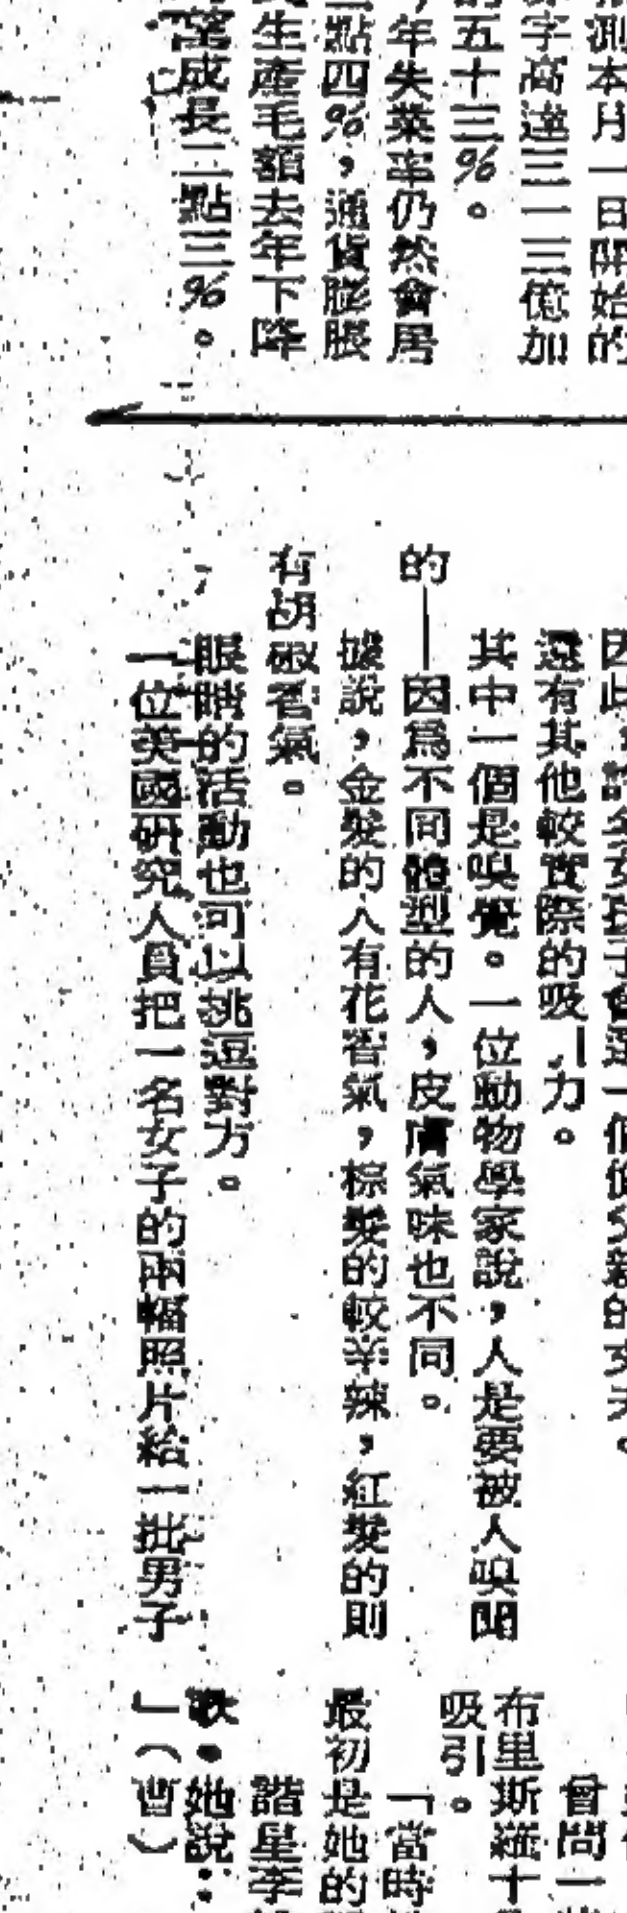 測本月一日開始的
字高達三一三億加
五十三%。
年失業率仍然會居
點四%，通貨膨脹
生產毛額去年下降
成長二點三%。
還有其他較實際的吸引力。
其中一個是嗅覺。一位動物學家說，人是要被人嗅聞
的——因爲不同體型的人，皮膚氣味也不同。
據說，金髮的人有花香氣，棕髮的較辛辣，紅髮的則
有胡椒香氣。
眼睛的活動也可以挑逗對方。
一位美國研究人員把一名女子的兩幅照片給一批男子
曾問一
布里斯
吸引。
「當時
最初是她的
諧星李
她說：
」（曹）